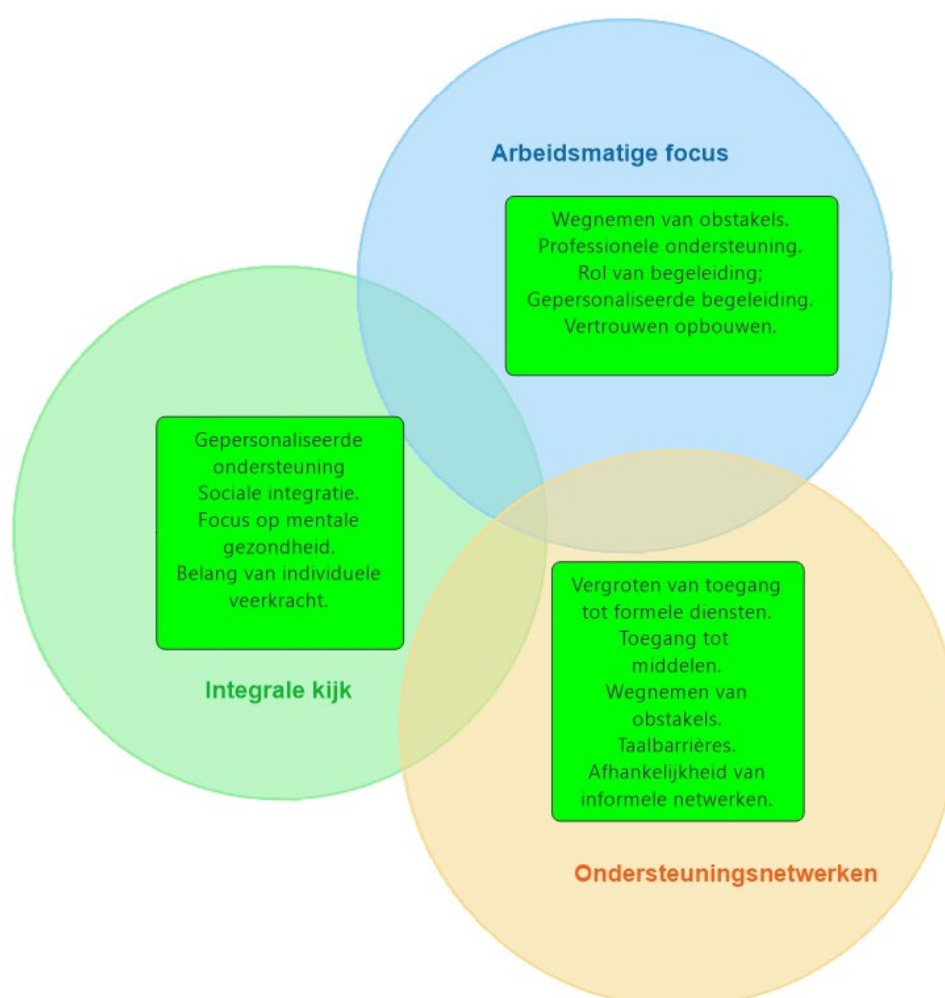 Arbeidsmatige focus
Wegnemen van obstakels.
Professionele ondersteuning.
Rol van begeleiding;
Gepersonaliseerde begeleiding.
Vertrouwen opbouwen.
Gepersonaliseerde
ondersteuning
Sociale integratie.
Focus op mentale
gezondheid.
Belang van individuele
veerkracht.
Integrale kijk
Vergroten van toegang
tot formele diensten.
Toegang tot
middelen.
Wegnemen van
obstakels.
Taalbarrières.
Afhankelijkheid van
informele netwerken.
Ondersteuningsnetwerken